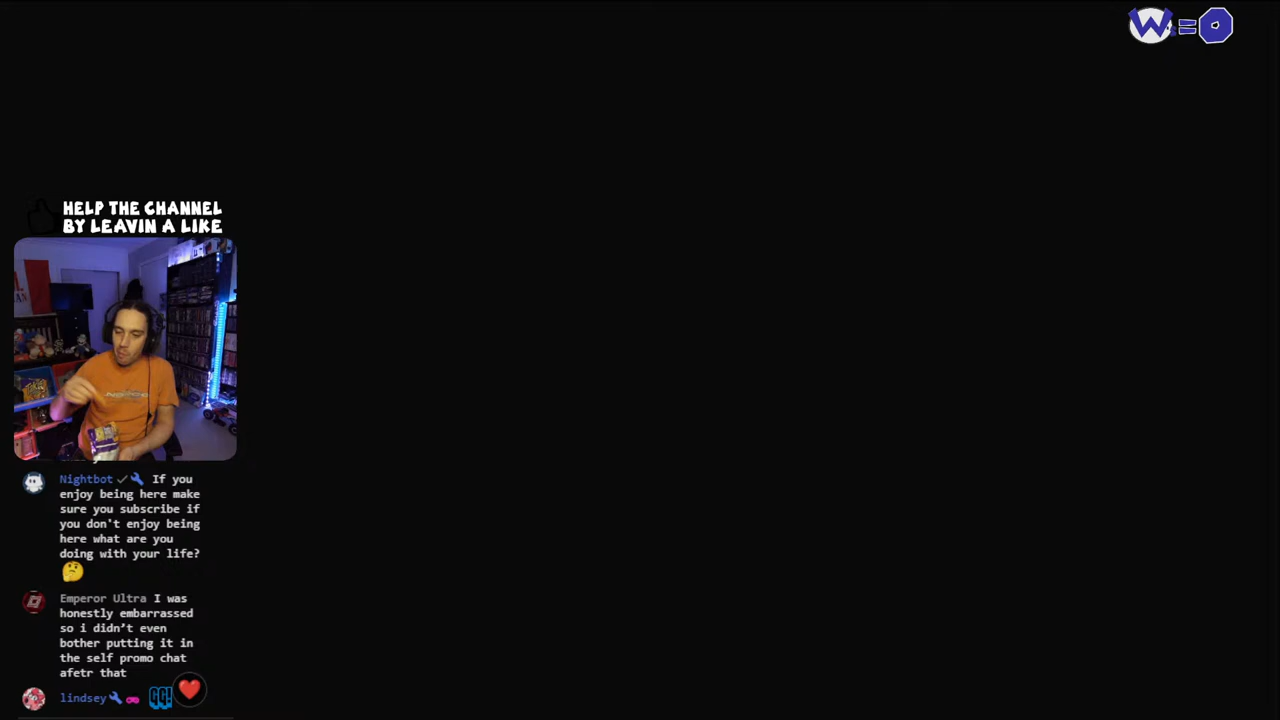 W=0
HELP THE CHANNEL
BY LEAVIN A LIKE
Nightbot If you
enjoy being here make
sure you subscribe if
you don't enjoy being
here what are you
doing with your life?
Emperor Ultra I was
honestly embarrassed
so i didn't even
bother putting it in
the self promo chat
afetr that
lindsey GG!